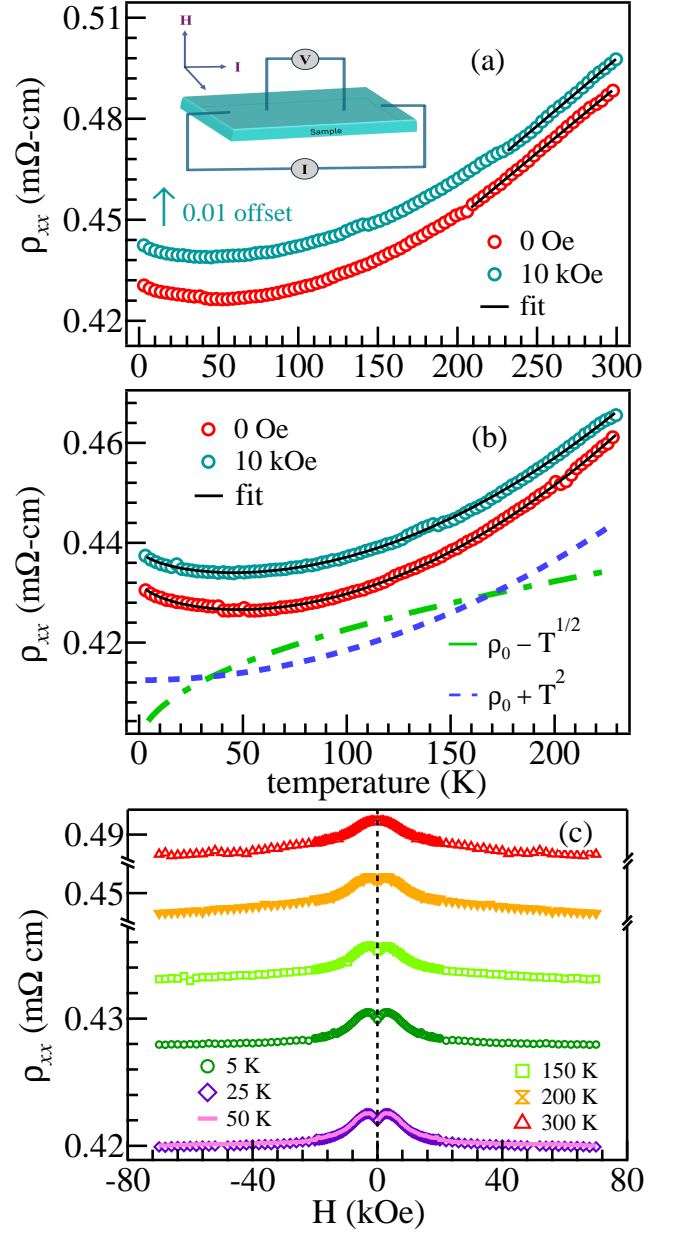 0.51
0.48
0.45
0.42
ρxx (mΩ-cm)
H
I
V
Sample
I
(a)
0.01 offset
0 Oe
10 kOe
fit
0 50 100 150 200 250 300
0.46
0.44
0.42
ρxx (mΩ-cm)
0 Oe
10 kOe
fit
(b)
ρ0 – T^1/2
ρ0 + T^2
0 50 100 150 200
temperature (K)
(c)
0.49
0.45
0.43
0.42
ρxx (mΩ cm)
5 K
25 K
50 K
150 K
200 K
300 K
-80 -40 0 40 80
H (kOe)